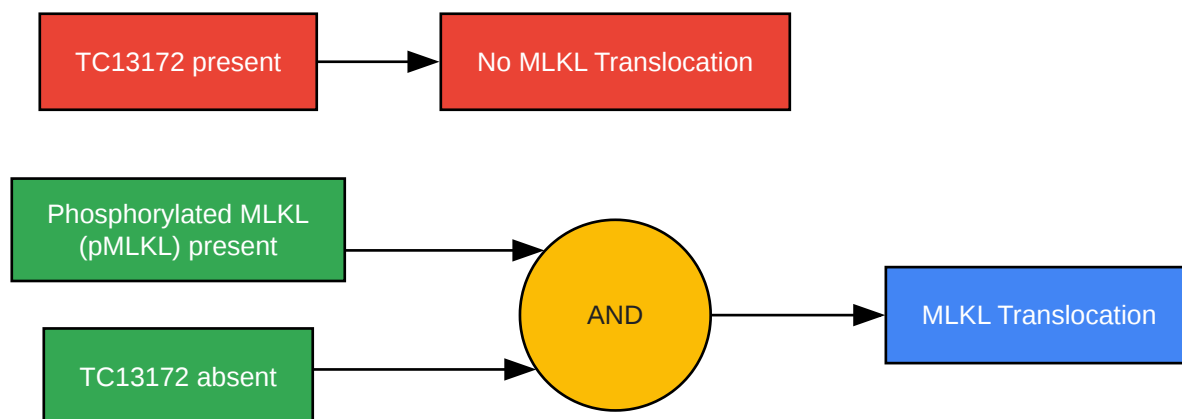 TC13172 present
No MLKL Translocation
Phosphorylated MLKL
(pMLKL) present
AND
MLKL Translocation
TC13172 absent